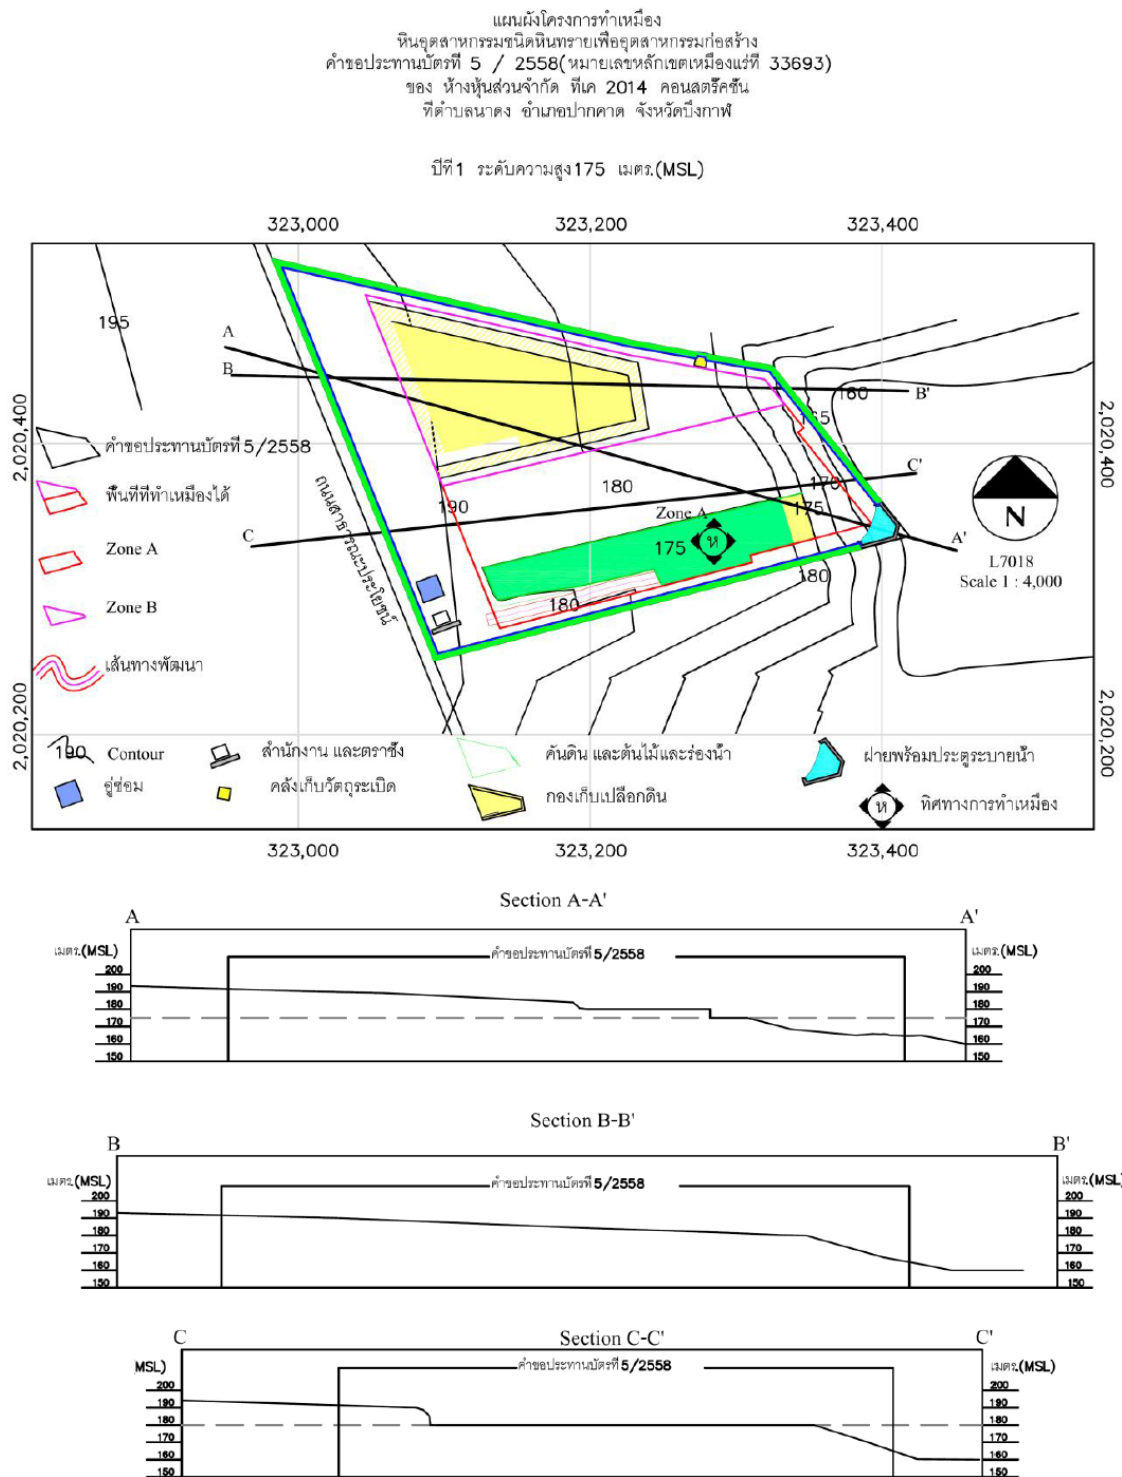 แผนผังโครงการทำเหมือง
หินอุตสาหกรรมชนิดหินทรายเพื่ออุตสาหกรรมก่อสร้าง
คำขอประทานบัตรที่ 5 / 2558(หมายเลขหลักเขตเหมืองแร่ที่ 33693)
ของ ห้างหุ้นส่วนจำกัด ทีเค 2014 คอนสตรัคชั่น
ที่ตำบลนาดง อำเภอปากคาด จังหวัดบึงกาฬ
ปีที่1 ระดับความสูง175 เมตร.(MSL)
323,000 323,200 323,400
195
A
B
B'
160
165
2,020,400
2,020,400
คำขอประทานบัตรที่ 5/2558
C'
170
พื้นที่ที่ทำเหมืองได้
180
190
Zone A
175
C
175
A'
N
ถนนสาธารณะประโยชน์
Zone A
L7018
Scale 1 : 4,000
180
180
Zone B
เส้นทางพัฒนา
2,020,200
2,020,200
190 Contour
สำนักงาน และตราชั่ง
คันดิน และต้นไม้และร่องน้ำ
ฝายพร้อมประตูระบายน้ำ
อู่ซ่อม
คลังเก็บวัตถุระเบิด
กองเก็บเปลือกดิน
ห
ห
ทิศทางการทำเหมือง
323,000 323,200 323,400
Section A-A'
A A'
เมตร.(MSL) คำขอประทานบัตรที่ 5/2558 เมตร.(MSL)
200 200
190 190
180 180
170 170
160 160
150 150
Section B-B'
B B'
เมตร.(MSL) คำขอประทานบัตรที่ 5/2558 เมตร.(MSL)
200 200
190 190
180 180
170 170
160 160
150 150
Section C-C'
C C'
MSL) คำขอประทานบัตรที่ 5/2558 เมตร.(MSL)
200 200
190 190
180 180
170 170
160 160
150 150